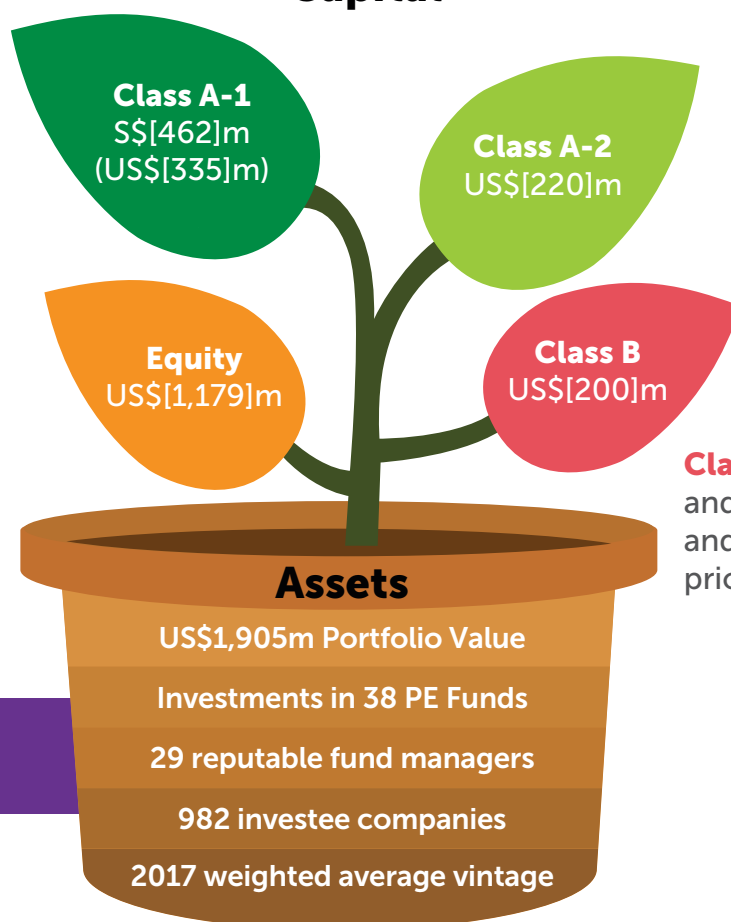 Capital
Class A-1
S$[462]m
(US$[335]m)
Class A-2
US$[220]m
Equity
US$[1,179]m
Class B
US$[200]m
Assets
US$1,905m Portfolio Value
Investments in 38 PE Funds
29 reputable fund managers
982 investee companies
2017 weighted average vintage